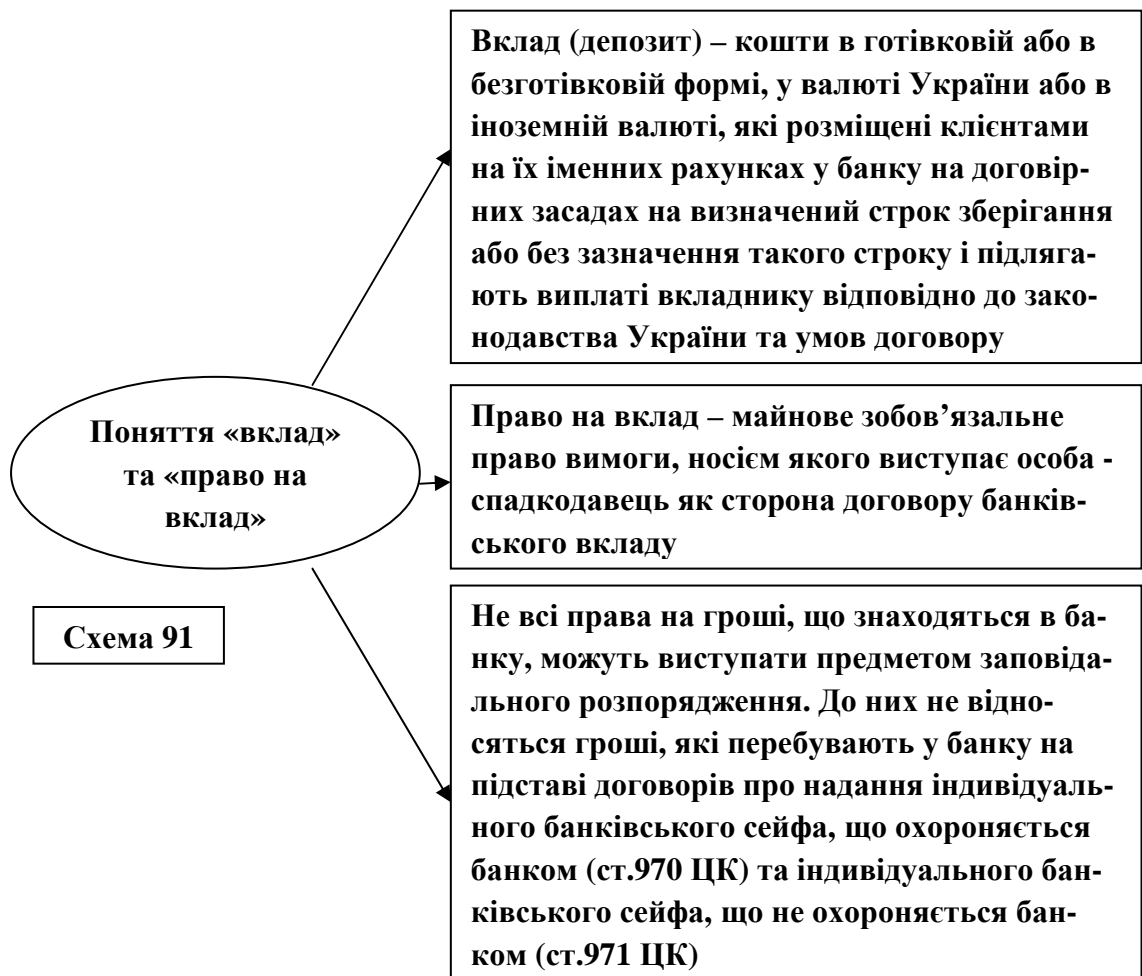 Вклад (депозит) – кошти в готівковій або в
безготівковій формі, у валюті України або в
іноземній валюті, які розміщені клієнтами
на їх іменних рахунках у банку на договір-
них засадах на визначений строк зберігання
або без зазначення такого строку і підляга-
ють виплаті вкладнику відповідно до зако-
нодавства України та умов договору
Поняття «вклад»
та «право на
вклад»
Право на вклад – майнове зобов’язальне
право вимоги, носієм якого виступає особа -
спадкодавець як сторона договору банків-
ського вкладу
Схема 91
Не всі права на гроші, що знаходяться в ба-
нку, можуть виступати предметом заповіда-
льного розпорядження. До них не відно-
сяться гроші, які перебувають у банку на
підставі договорів про надання індивідуаль-
ного банківського сейфа, що охороняється
банком (ст.970 ЦК) та індивідуального бан-
ківського сейфа, що не охороняється бан-
ком (ст.971 ЦК)